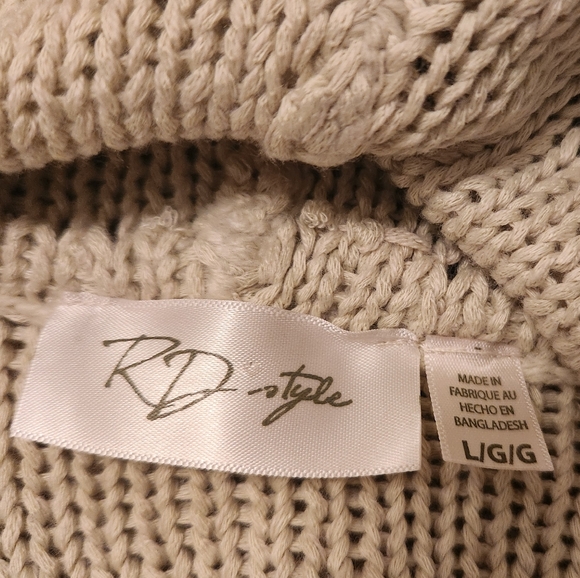 RD style
MADE IN
FABRIQUE AU
HECHO EN
BANGLADESH
L/G/G